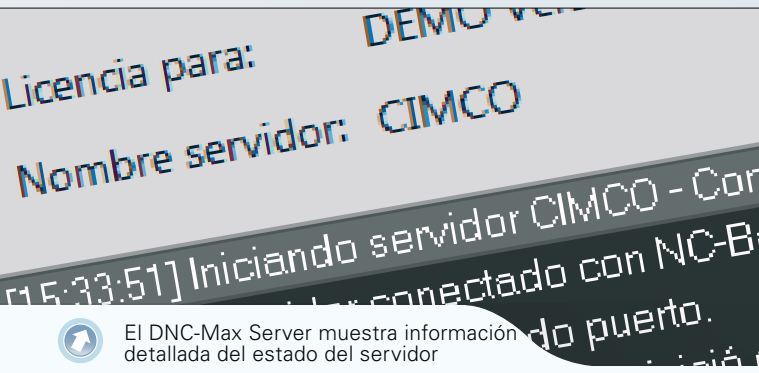 Licencia para: DEMO
Nombre servidor: CIMCO
[15:33:51] Iniciando servidor CIMCO - Con
conectado con NC-B
do puerto.
El DNC-Max Server muestra información
detallada del estado del servidor